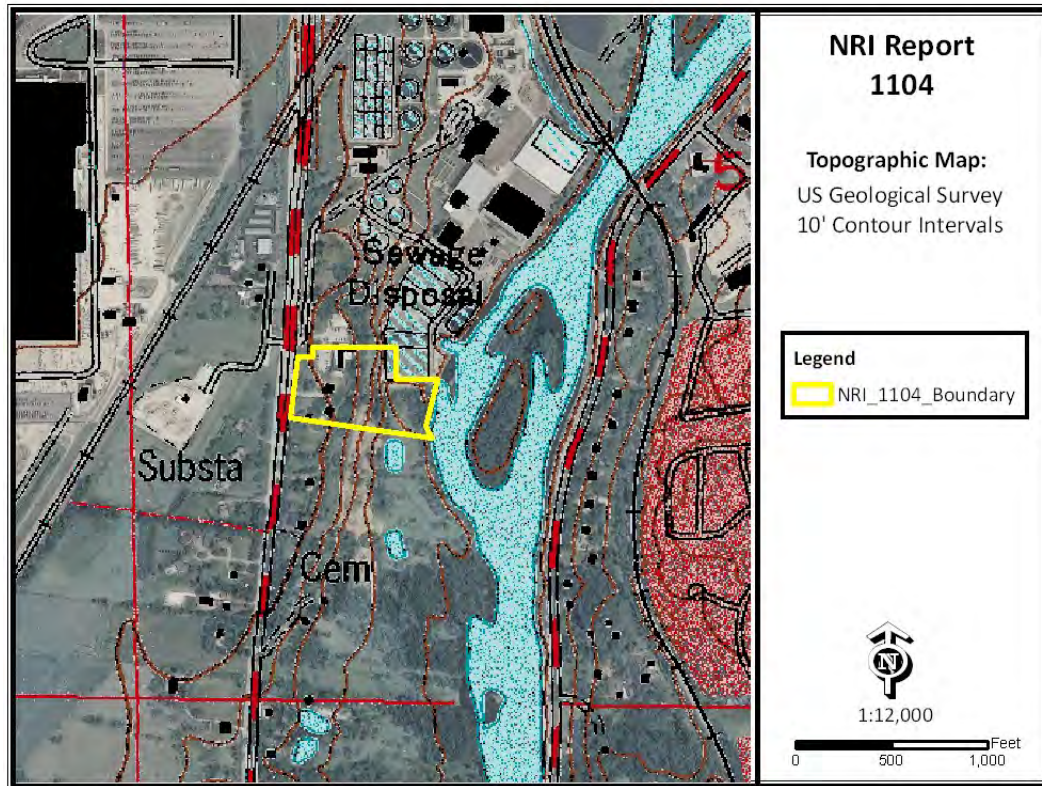 Sewage
Disposal
Substa
Cem
5
NRI Report
1104
Topographic Map:
US Geological Survey
10' Contour Intervals
Legend
NRI_1104_Boundary
N
1:12,000
Feet
0 500 1,000